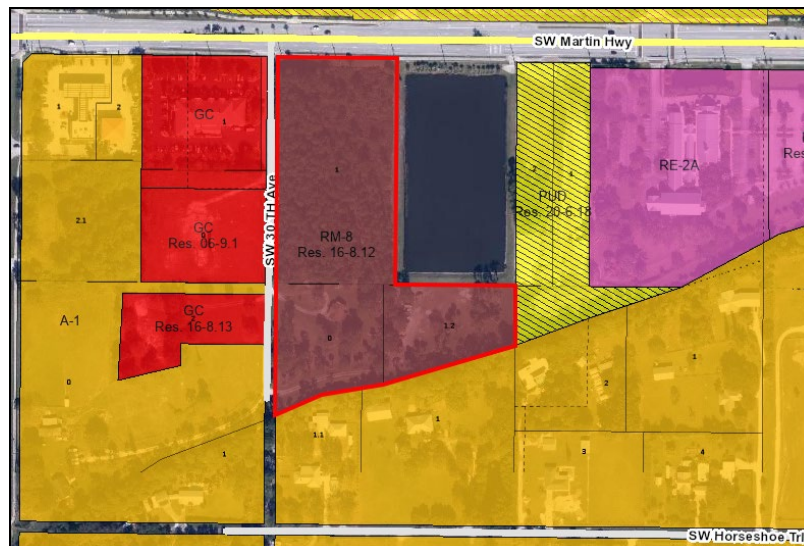 SW Martin Hwy
1
2
GC
1
2
4
RE-2A
Res
1
PUD
Res. 20-6.18
2.1
SW 30 TH Ave
GC
Res. 06-9.1
RM-8
Res. 16-8.12
GC
Res. 16-8.13
A-1
0
0
1.2
1
2
1.1
1
1
3
4
SW Horseshoe Trl